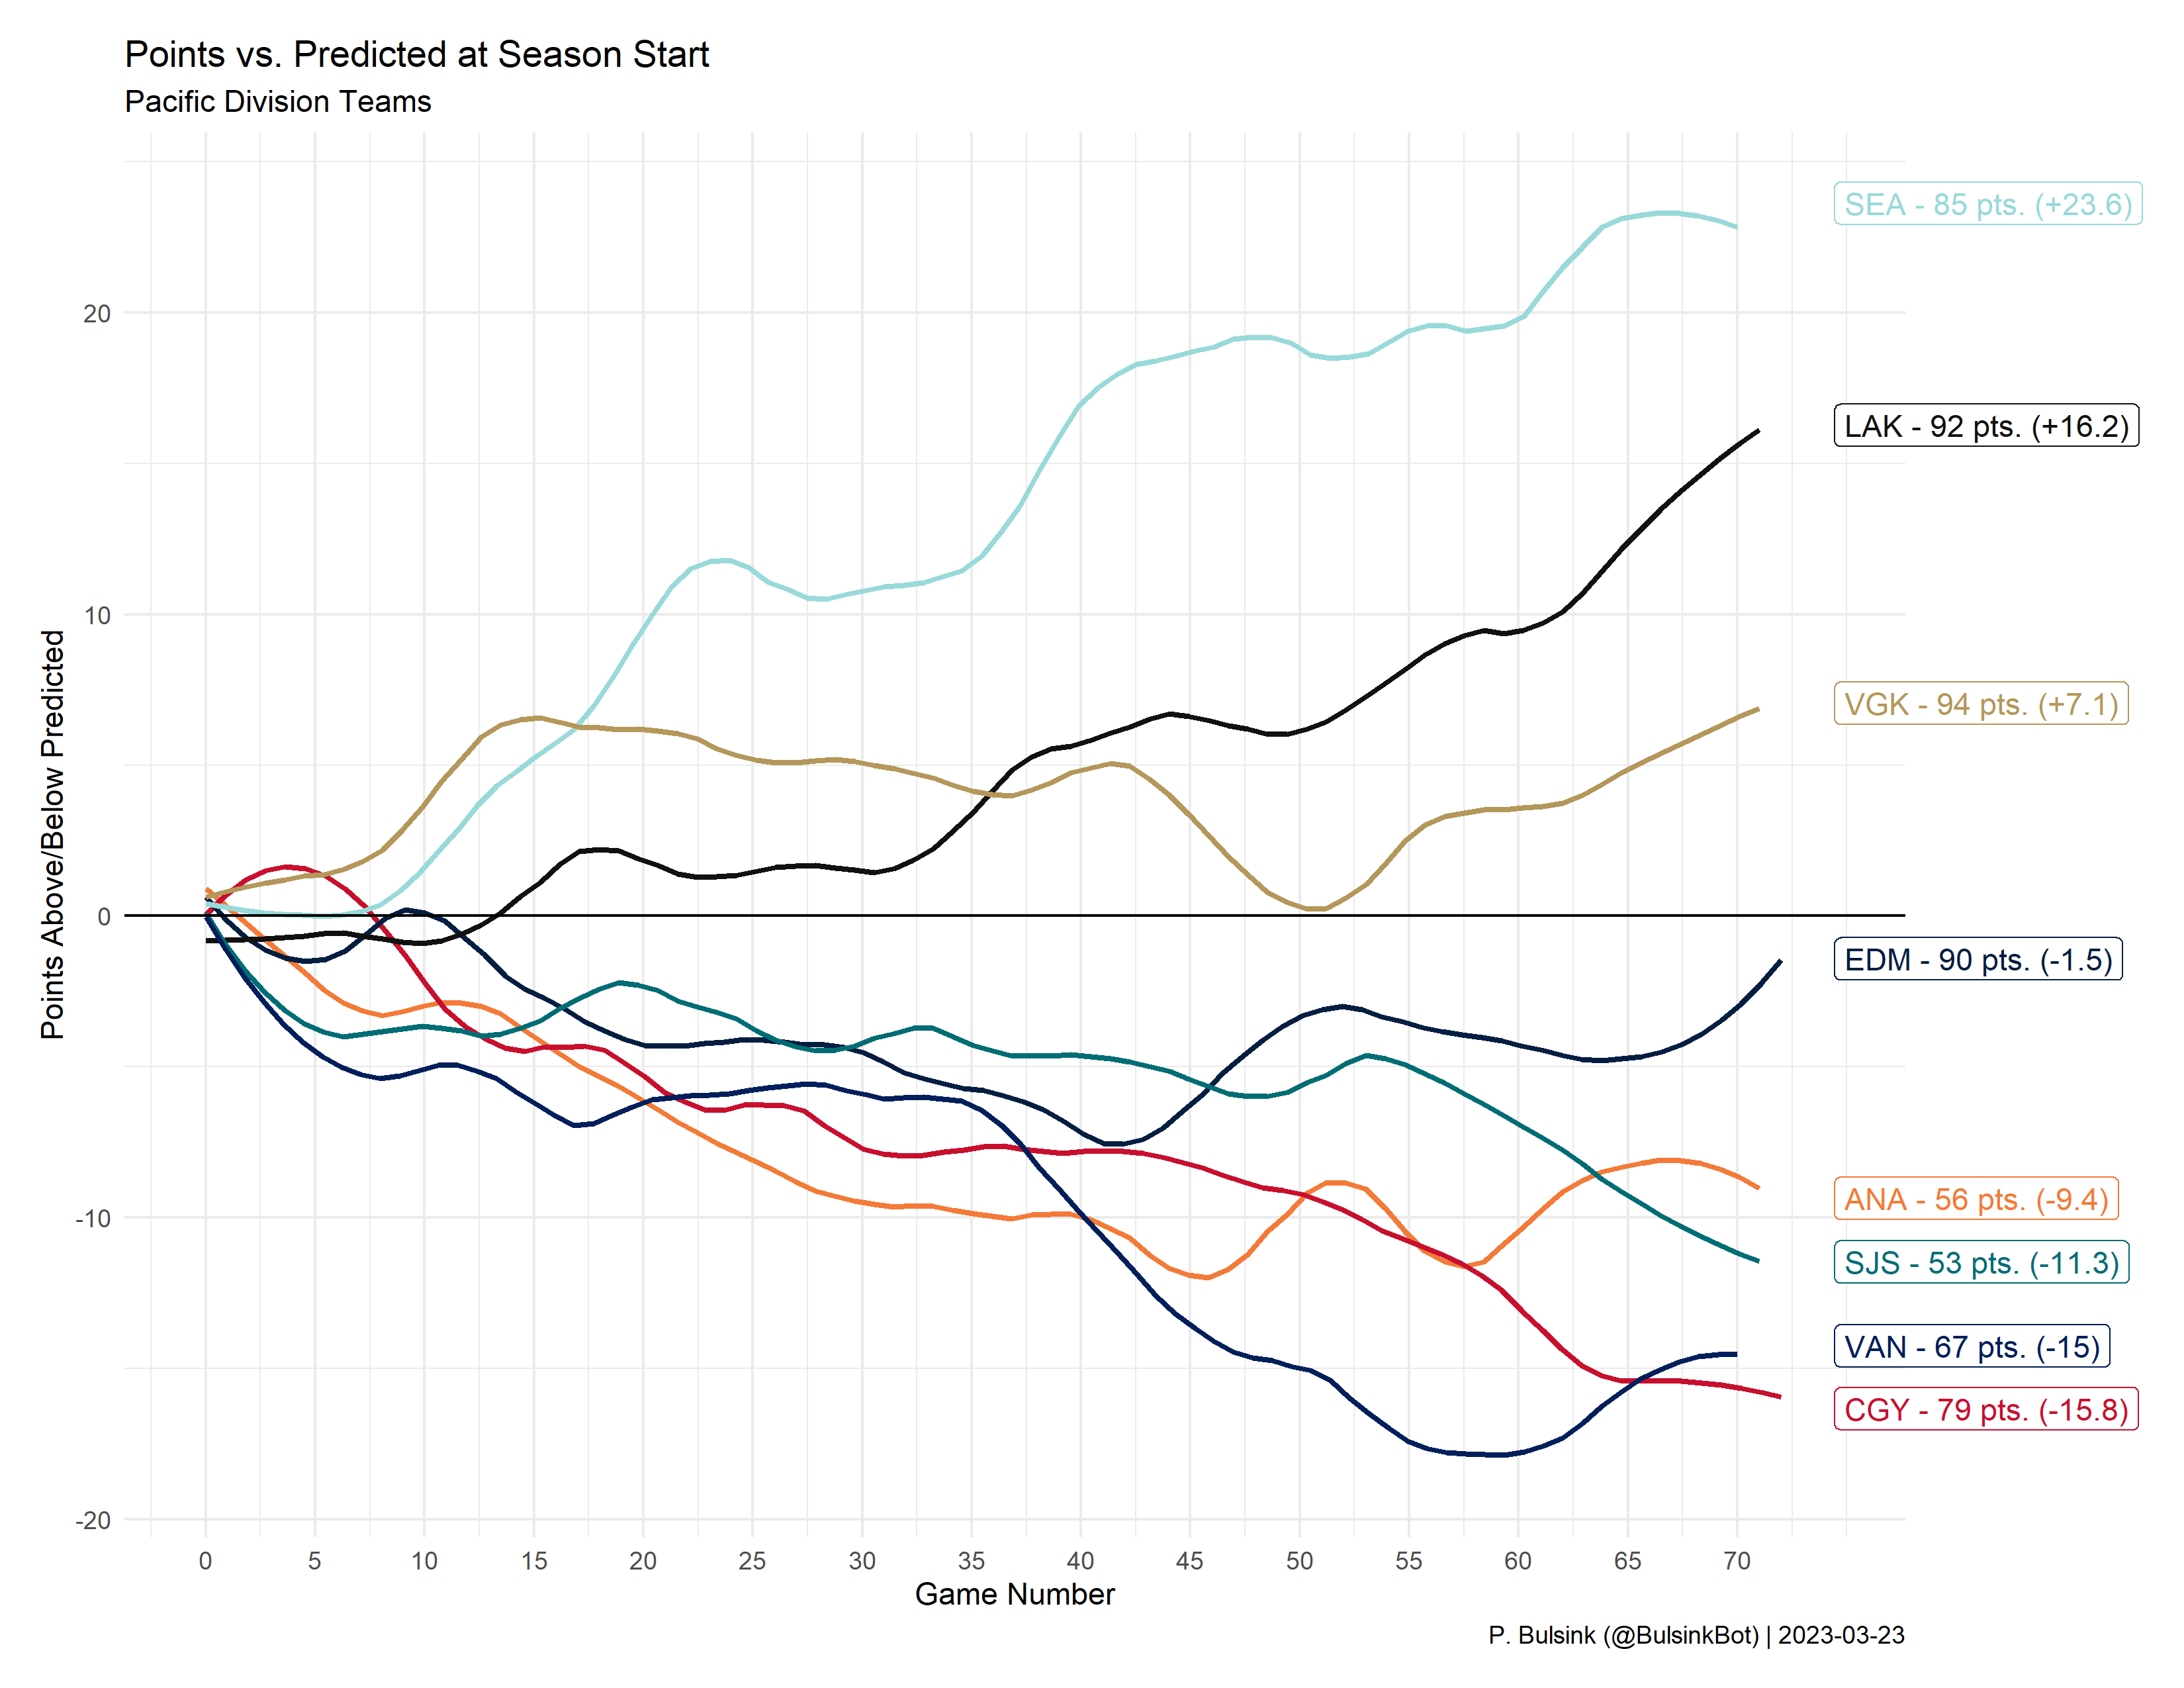 Points vs. Predicted at Season Start
Pacific Division Teams
Points Above/Below Predicted
20
10
0
-10
-20
SEA - 85 pts. (+23.6)
LAK - 92 pts. (+16.2)
VGK - 94 pts. (+7.1)
EDM - 90 pts. (-1.5)
ANA - 56 pts. (-9.4)
SJS - 53 pts. (-11.3)
VAN - 67 pts. (-15)
CGY - 79 pts. (-15.8)
0 5 10 15 20 25 30 35 40 45 50 55 60 65 70
Game Number
P. Bulsink (@BulsinkBot) | 2023-03-23